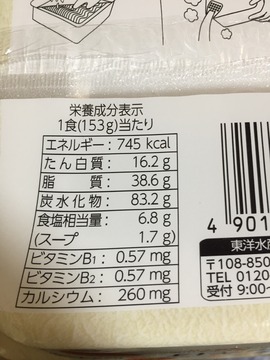 栄養成分表示
1食(153g)当たり
エネルギー: 745 kcal
たん白質: 16.2 g
脂質: 38.6 g
炭水化物: 83.2 g
食塩相当量: 6.8 g
(スープ 1.7 g)
ビタミンB1: 0.57 mg
ビタミンB2: 0.57 mg
カルシウム: 260 mg
4 901
東洋水産
〒108-850
TEL 0120
受付 9:00~